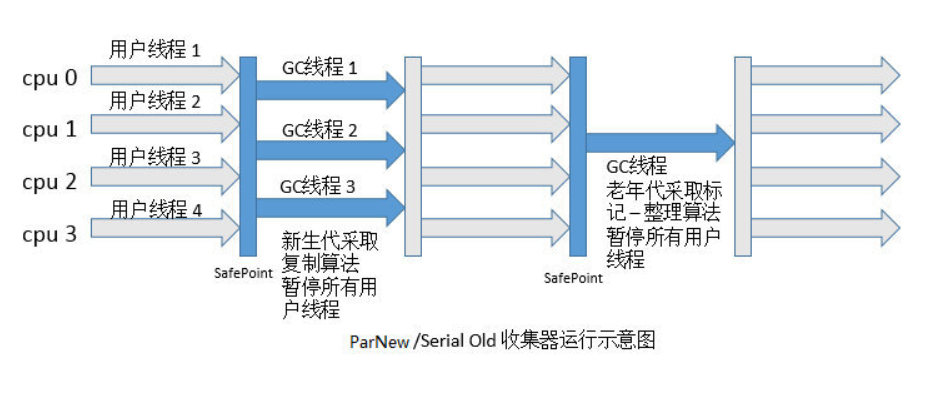 用户线程 1
cpu 0
GC线程 1
用户线程 2
cpu 1
GC线程 2
用户线程 3
cpu 2
GC线程 3
用户线程 4
cpu 3
SafePoint
新生代采取
复制算法
暂停所有用
户线程
GC线程
老年代采取标
记 – 整理算法
暂停所有用户
线程
SafePoint
ParNew /Serial Old 收集器运行示意图